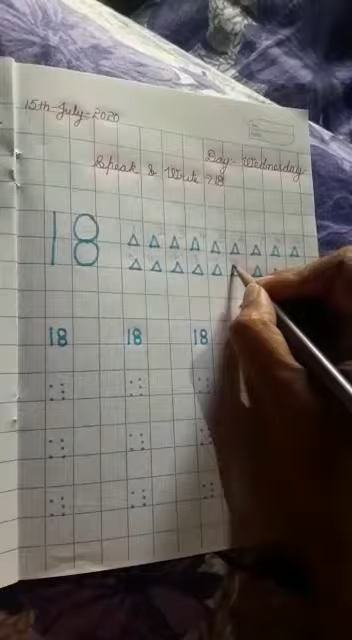 15th-July-2020
Day:- Wednesday
Speak & Write →18
18
18 18 18